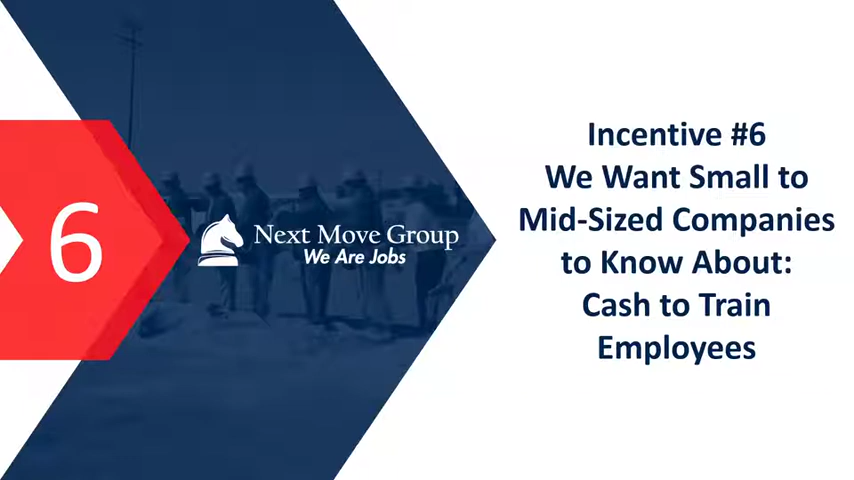 6
Next Move Group
We Are Jobs
Incentive #6
We Want Small to
Mid-Sized Companies
to Know About:
Cash to Train
Employees